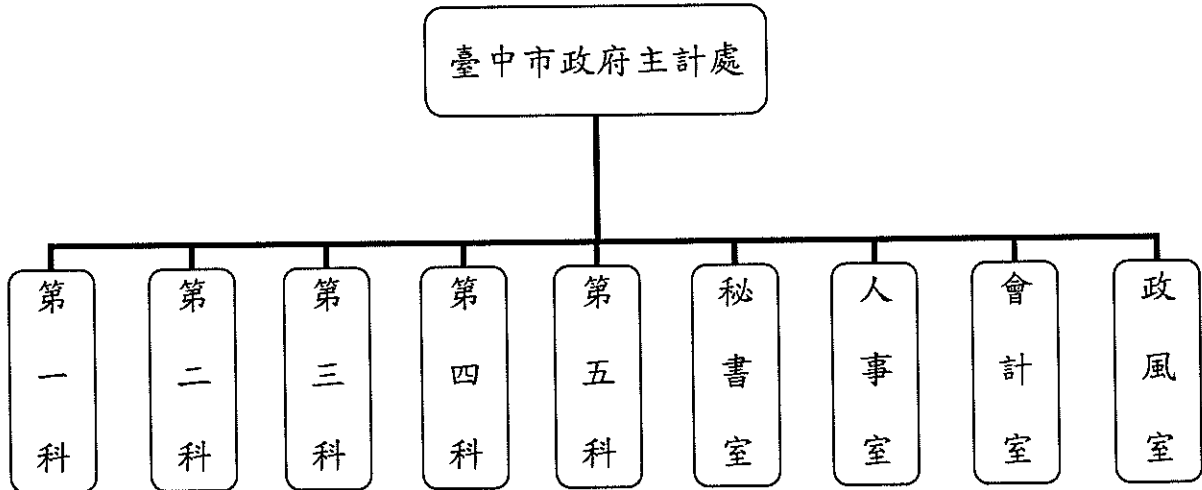 臺中市政府主計處
第一科
第二科
第三科
第四科
第五科
秘書室
人事室
會計室
政風室